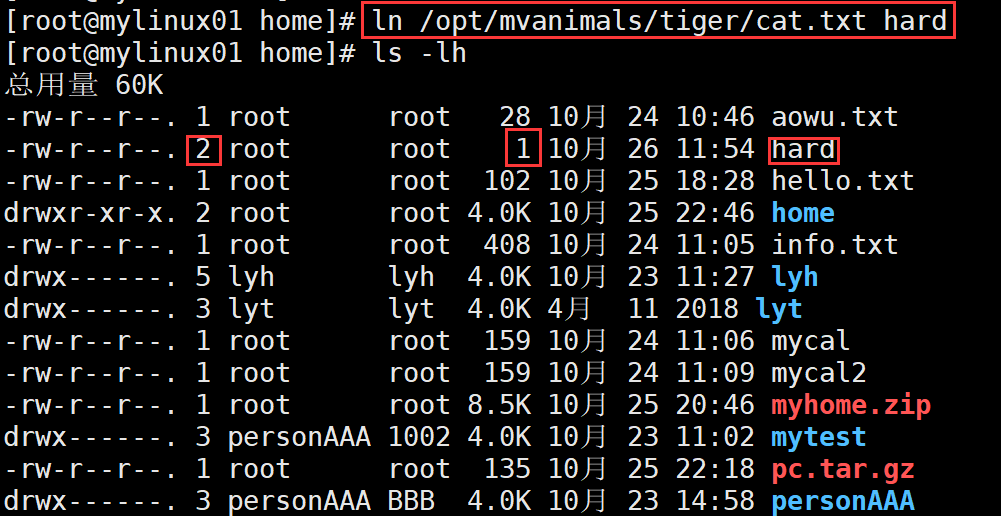 [root@mylinux01 home]# ln /opt/mvanimals/tiger/cat.txt hard
[root@mylinux01 home]# ls -lh
总用量 60K
-rw-r--r--. 1 root      root   28 10月  24 10:46 aowu.txt
-rw-r--r--. 2 root      root    1 10月  26 11:54 hard
-rw-r--r--. 1 root      root  102 10月  25 18:28 hello.txt
drwxr-xr-x. 2 root      root 4.0K 10月  25 22:46 home
-rw-r--r--. 1 root      root  408 10月  24 11:05 info.txt
drwx------. 5 lyh       lyh  4.0K 10月  23 11:27 lyh
drwx------. 3 lyt       lyt  4.0K 4月   11 2018 lyt
-rw-r--r--. 1 root      root  159 10月  24 11:06 mycal
-rw-r--r--. 1 root      root  159 10月  24 11:09 mycal2
-rw-r--r--. 1 root      root 8.5K 10月  25 20:46 myhome.zip
drwx------. 3 personAAA 1002 4.0K 10月  23 11:02 mytest
-rw-r--r--. 1 root      root  135 10月  25 22:18 pc.tar.gz
drwx------. 3 personAAA BBB  4.0K 10月  23 14:58 personAAA